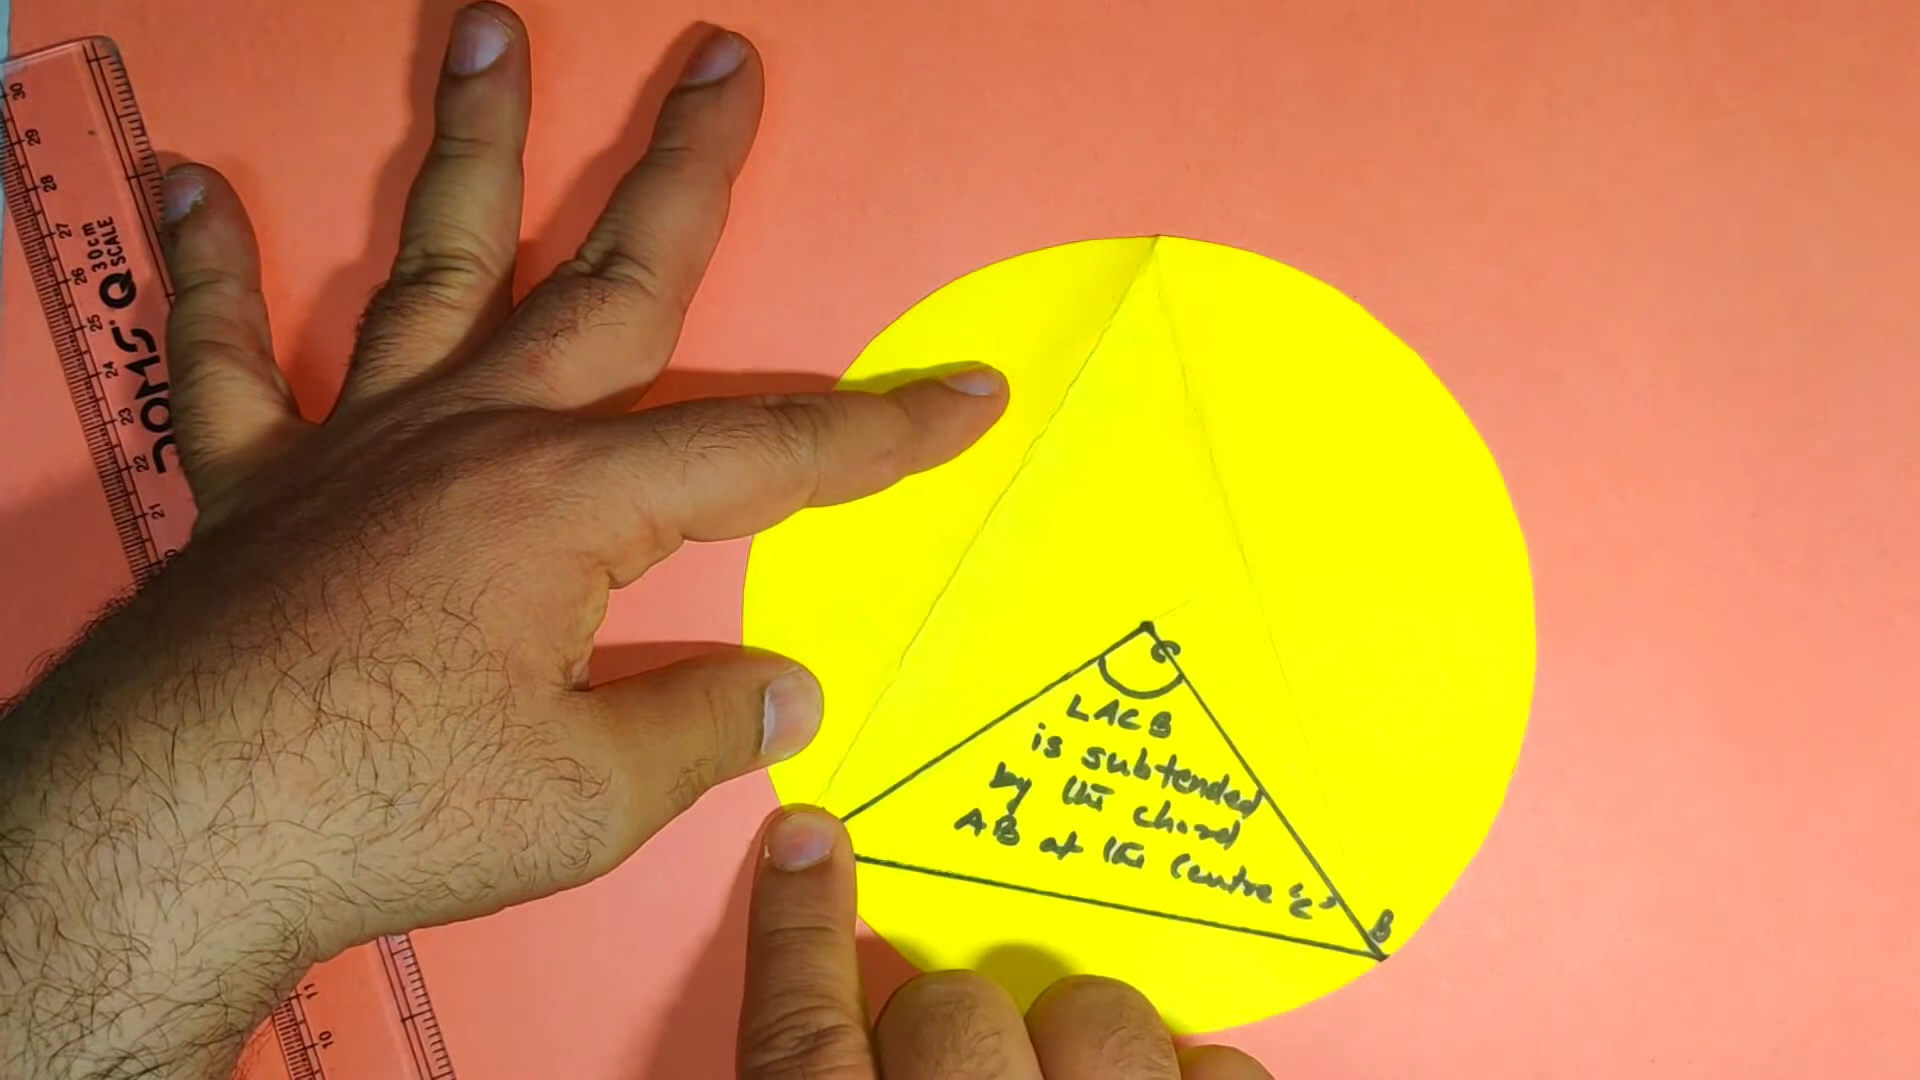 30
29
28
27
26
25
24
23
22
21
30cm
SCALE
DOMS Q
11
10
C
∠ACB
is subtended
by the chord
AB at the centre 'C'
B